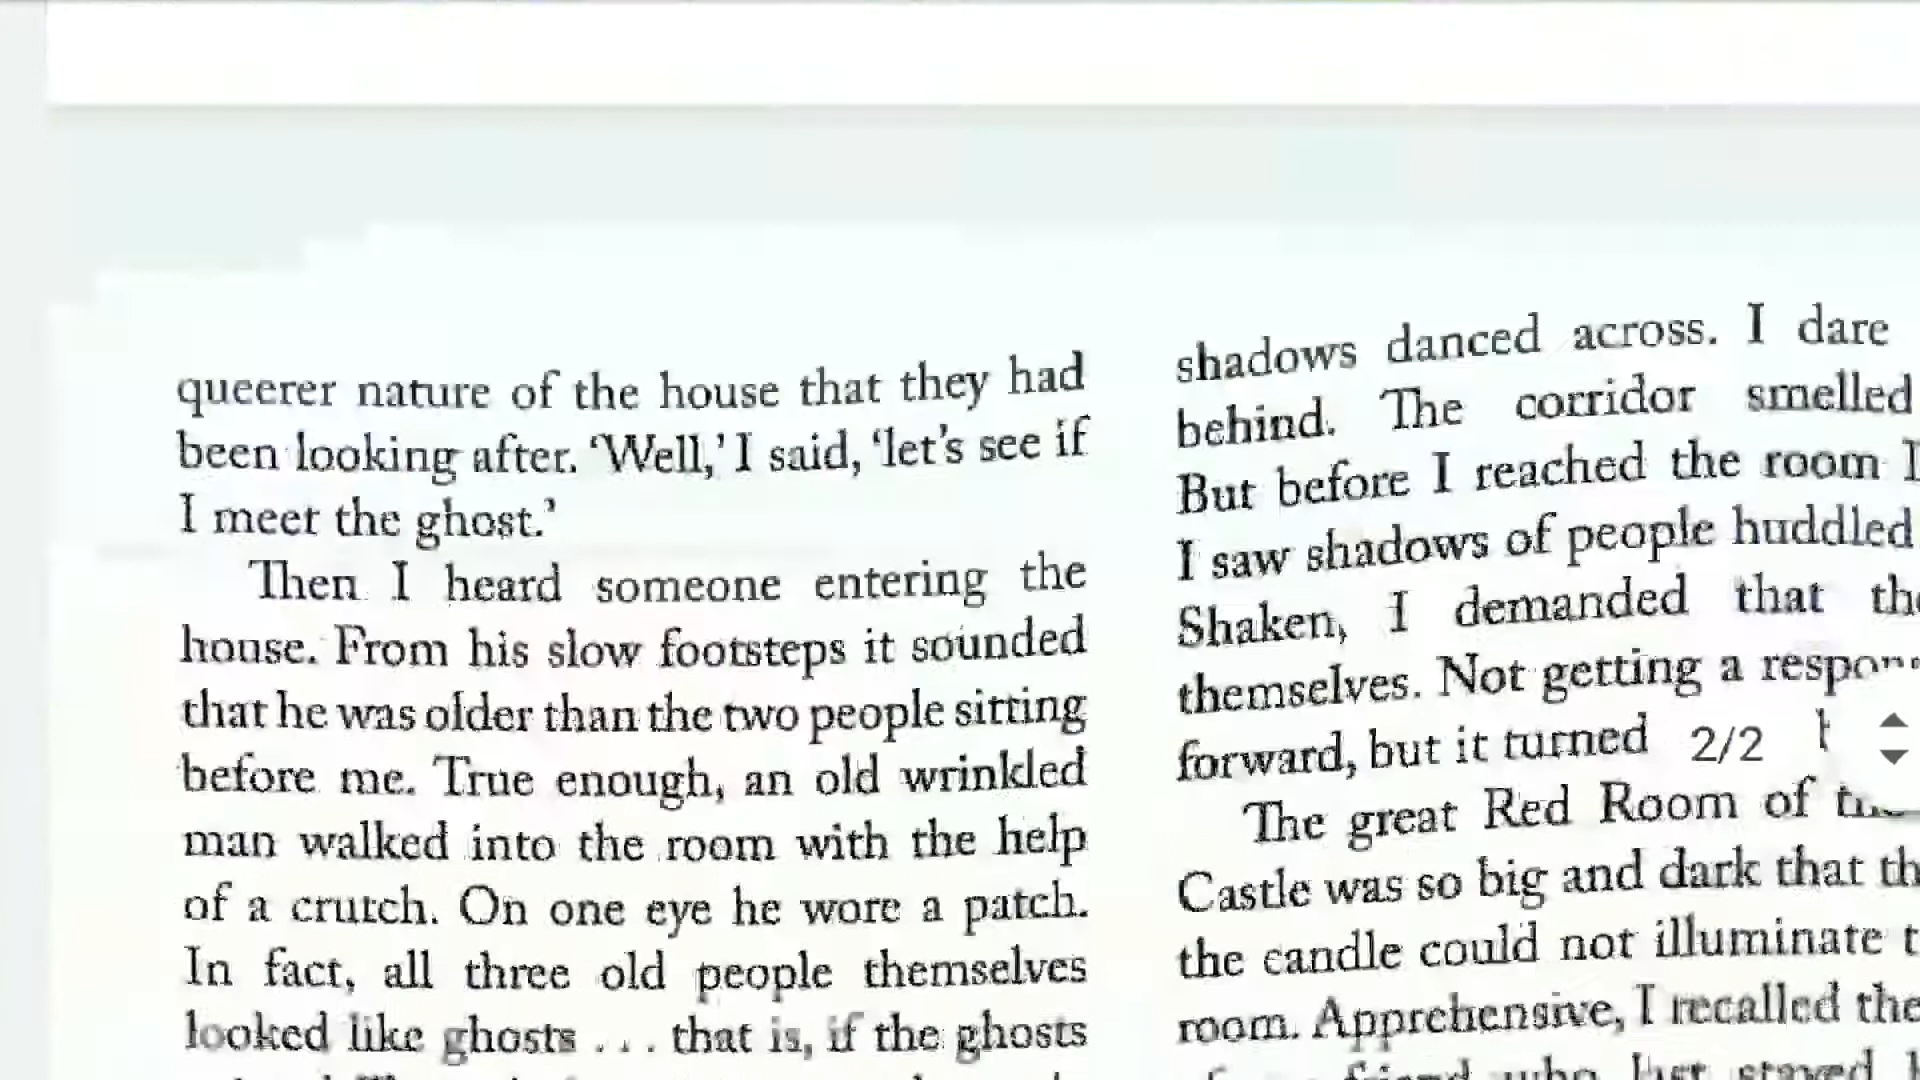 queerer nature of the house that they had
been looking after. ‘Well,’ I said, ‘let’s see if
I meet the ghost.’
Then I heard someone entering the
house. From his slow footsteps it sounded
that he was older than the two people sitting
before me. True enough, an old wrinkled
man walked into the room with the help
of a crutch. On one eye he wore a patch.
In fact, all three old people themselves
looked like ghosts . . . that is, if the ghosts
shadows danced across. I dare
behind. The corridor smelled
But before I reached the room I
I saw shadows of people huddled
Shaken, I demanded that
themselves. Not getting a
forward, but it turned
The great Red Room of
Castle was so big and dark that
the candle could not illuminate
room. Apprehensive, I recalled the
friend who last stayed
2/2